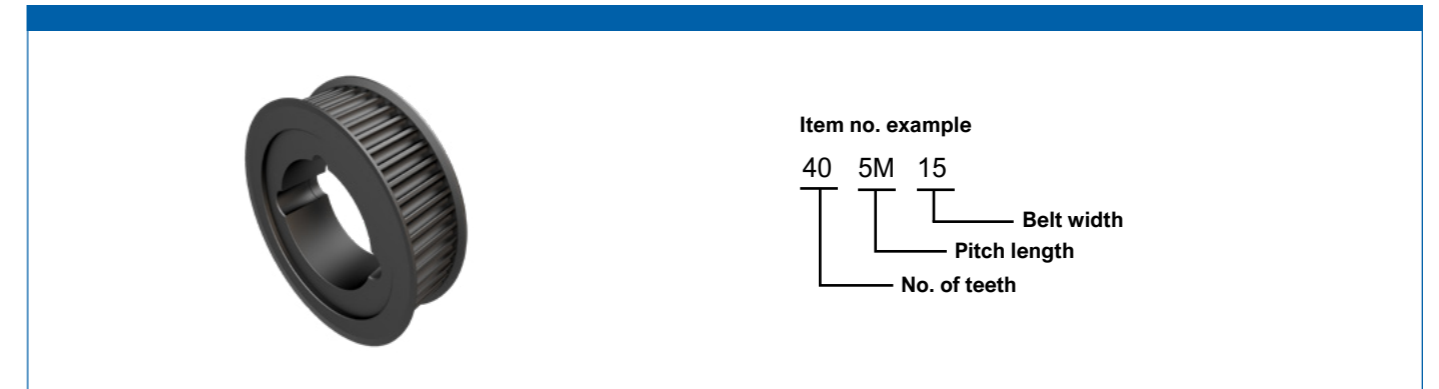 Item no. example
40 5M 15
Belt width
Pitch length
No. of teeth